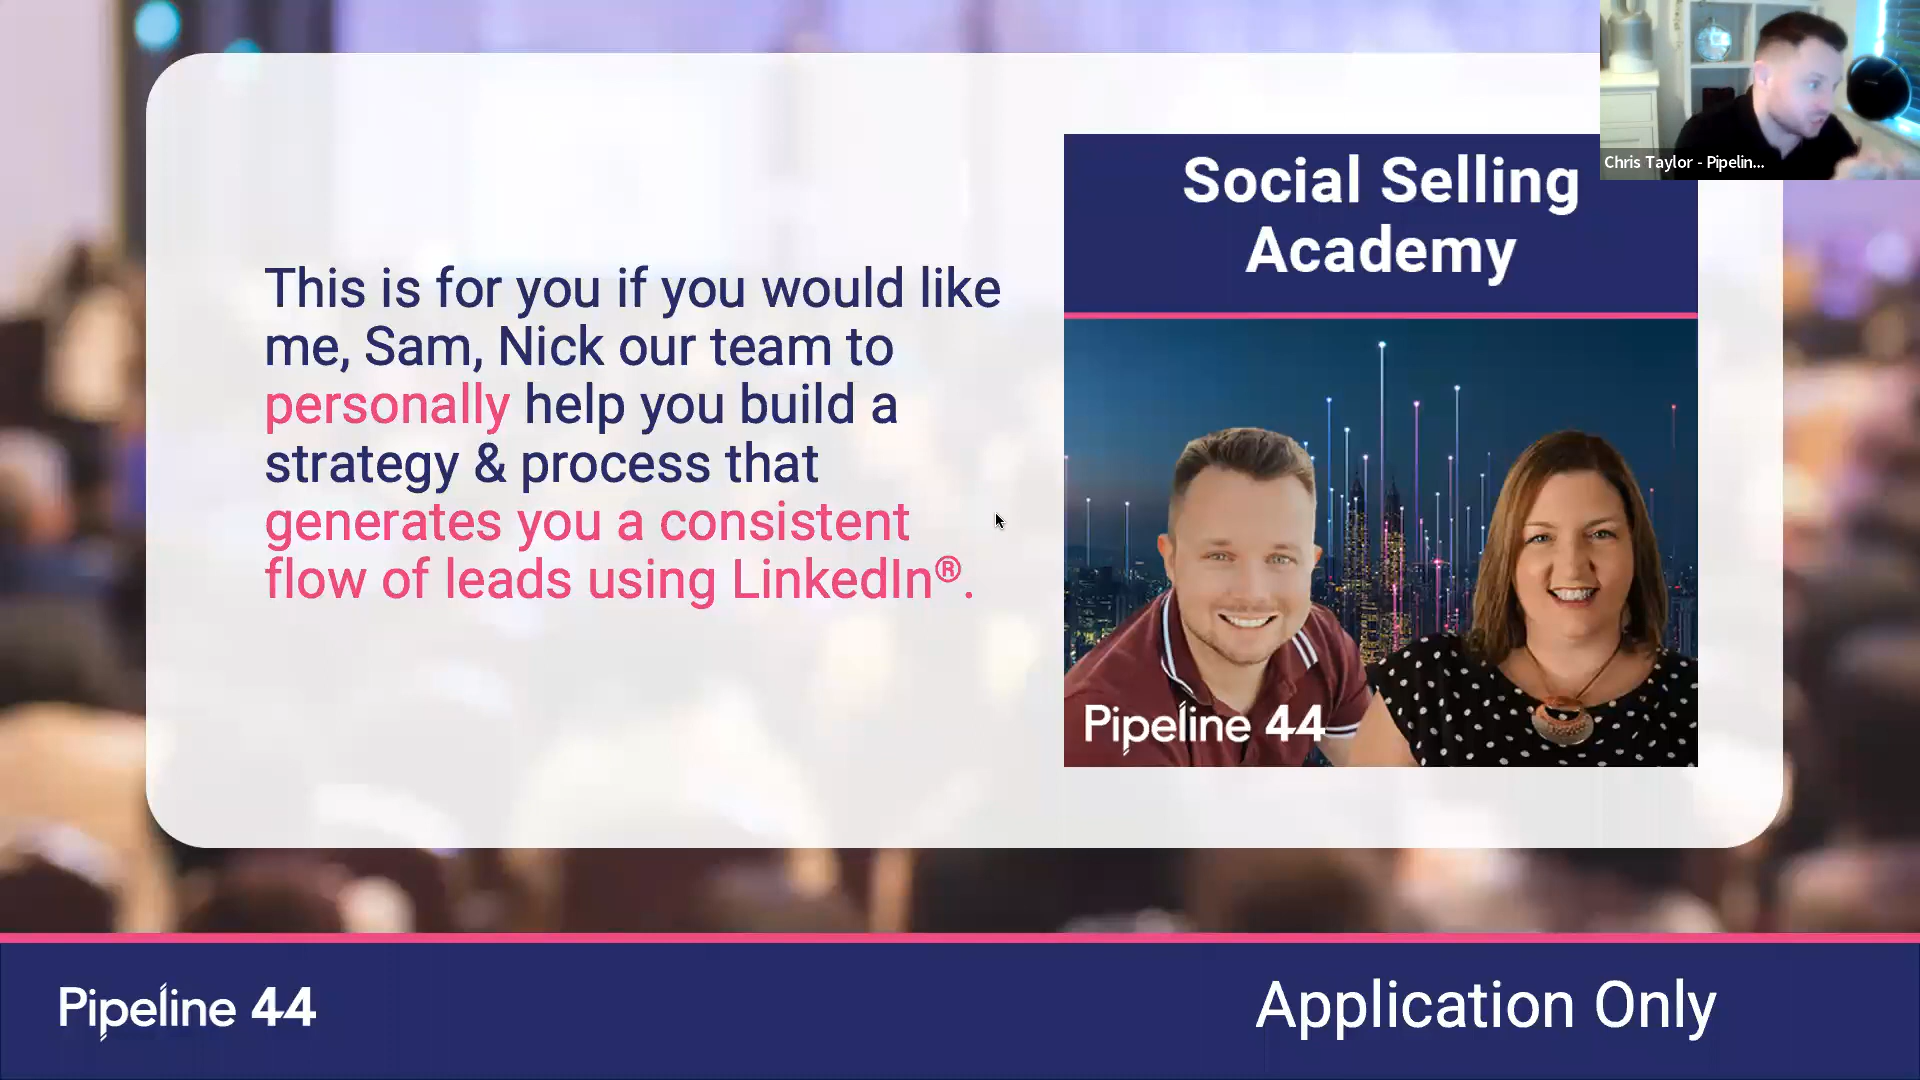 Chris Taylor - Pipelin...
Social Selling
Academy
This is for you if you would like
me, Sam, Nick our team to
personally help you build a
strategy & process that
generates you a consistent
flow of leads using LinkedIn®.
Pipeline 44
Pipeline 44
Application Only